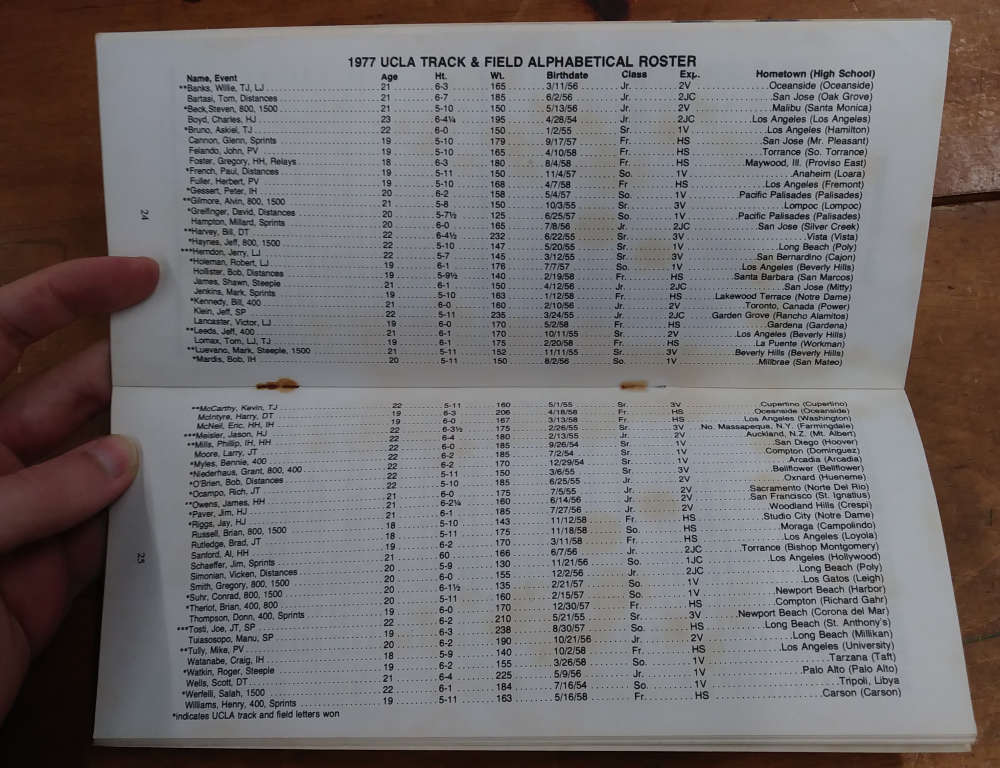 1977 UCLA TRACK & FIELD ALPHABETICAL ROSTER
Name, Event Age Ht. Wt. Birthdate Class Exp. Hometown (High School)
**Banks, Willie, TJ, LJ 21 6-3 165 3/11/56 Jr. 2V Oceanside (Oceanside)
Bartasi, Tom, Distances 21 6-7 185 6/2/56 Jr. 2JC San Jose (Oak Grove)
*Beck,Steven, 800, 1500 21 5-10 150 5/13/56 Jr. 2V Malibu (Santa Monica)
Boyd, Charles, HJ 23 6-4¼ 195 4/28/54 Jr. 2JC Los Angeles (Los Angeles)
*Bruno, Askiel, TJ 22 6-0 150 1/2/55 Sr. 1V Los Angeles (Hamilton)
Cannon, Glenn, Sprints 19 5-10 179 9/17/57 Fr. HS San Jose (Mr. Pleasant)
Felando, John, PV 19 5-10 165 4/10/58 Fr. HS Torrance (So. Torrance)
Foster, Gregory, HH, Relays 18 6-3 180 8/4/58 Fr. HS Maywood, Ill. (Proviso East)
*French, Paul, Distances 19 5-11 150 11/4/57 So. 1V Anaheim (Loara)
Fuller, Herbert, PV 19 5-10 168 4/7/58 Fr HS Los Angeles (Fremont)
*Gessert, Peter, IH 20 6-2 158 5/4/57 So. 1V Pacific Palisades (Palisades)
**Gilmore, Alvin, 800, 1500 21 5-8 150 10/3/55 Sr. 3V Lompoc (Lompoc)
*Greifinger, David, Distances 20 5-7½ 125 6/25/57 So. 1V Pacific Palisades (Palisades)
Hampton, Millard, Sprints 20 6-0 165 7/8/56 Jr. 2JC San Jose (Silver Creek)
**Harvey, Bill, DT 22 6-4½ 232 6/22/55 Sr. 3V Vista (Vista)
*Haynes, Jeff, 800, 1500 22 5-10 147 5/20/55 Sr. 1V Long Beach (Poly)
***Herndon, Jerry, LJ 22 5-7 145 3/12/55 Sr. 3V San Bernardino (Cajon)
*Holeman, Robert, LJ 19 6-1 176 7/7/57 So. 1V Los Angeles (Beverly Hills)
Hollister, Bob, Distances 19 5-9½ 140 2/19/58 Fr. HS Santa Barbara (San Marcos)
James, Shawn, Steeple 21 6-1 150 4/12/56 Jr. 2JC San Jose (Mitty)
Jenkins, Mark, Sprints 19 5-10 163 1/12/58 Fr. HS Lakewood Terrace (Notre Dame)
*Kennedy, Bill, 400 21 6-0 180 2/10/56 Jr. 2V Toronto, Canada (Power)
Klein, Jeff, SP 22 5-11 235 3/24/55 Jr. 2JC Garden Grove (Rancho Alamitos)
Lancaster, Victor, LJ 19 6-0 170 5/2/58 Fr. HS Gardena (Gardena)
**Leeds, Jeff, 400 21 6-1 170 10/11/55 Sr. 2V Los Angeles (Beverly Hills)
Lomax, Tom, LJ, TJ 19 6-1 175 2/20/58 Fr. HS La Puente (Workman)
**Luevano, Mark, Steeple, 1500 21 5-11 152 11/11/55 Sr. 3V Beverly Hills (Beverly Hills)
*Mardis, Bob, IH 20 5-11 150 8/2/56 So. 1V Millbrae (San Mateo)
24
**McCarthy, Kevin, TJ 22 5-11 160 5/1/55 Sr. 3V Cupertino (Cupertino)
McIntyre, Harry, DT 19 6-3 206 4/18/58 Fr. HS Oceanside (Oceanside)
McNeil, Eric, HH, IH 19 6-0 167 3/13/58 Fr. HS Los Angeles (Washington)
***Meisler, Jason, HJ 22 6-3½ 175 2/26/55 Sr. 3V No. Massapequa, N.Y. (Farmingdale)
**Mills, Phillip, IH, HH 22 6-4 180 2/13/55 Jr. 2V Auckland, N.Z. (Mt. Albert)
Moore, Larry, JT 22 6-0 185 9/26/54 Sr. 1V San Diego (Hoover)
*Myles, Bennie, 400 22 6-2 185 7/2/54 Sr. 1V Compton (Dominguez)
*Niederhaus, Grant, 800, 400 22 6-2 170 12/29/54 Sr. 1V Arcadia (Arcadia)
*O'Brien, Bob, Distances 22 5-11 150 3/6/55 Sr. 3V Bellflower (Bellflower)
*Ocampo, Rich, JT 20 5-10 185 6/25/55 Jr. 2V Oxnard (Hueneme)
**Owens, James, HH 21 6-0 175 7/5/55 Jr. 2V Sacramento (Norte Del Rio)
*Paver, Jim, HJ 21 6-2¼ 160 6/14/56 Jr. 2V San Francisco (St. Ignatius)
*Riggs, Jay, HJ 21 6-1 185 7/27/56 Jr. 2V Woodland Hills (Crespi)
Russell, Brian, 800, 1500 18 5-10 143 11/12/58 Fr. HS Studio City (Notre Dame)
Rutledge, Brad, JT 18 5-11 175 11/18/58 So. HS Moraga (Campolindo)
Sanford, Al, HH 19 6-2 170 3/11/58 Fr. HS Los Angeles (Loyola)
Schaeffer, Jim, Sprints 21 60 166 6/7/56 Jr. 2JC Torrance (Bishop Montgomery)
Simonian, Vicken, Distances 20 5-9 130 11/21/56 So. 1JC Los Angeles (Hollywood)
Smith, Gregory, 800, 1500 20 6-0 155 12/2/56 Jr. 2JC Long Beach (Poly)
*Suhr, Conrad, 800, 1500 20 6-1½ 135 2/21/57 So. 1V Los Gatos (Leigh)
*Theriot, Brian, 400, 800 20 5-11 160 2/15/57 So. 1V Newport Beach (Harbor)
Thompson, Donn, 400, Sprints 19 6-0 170 12/30/57 Fr. HS Compton (Richard Gahr)
***Tosti, Joe, JT, SP 22 6-2 210 5/21/55 Sr. 3V Newport Beach (Corona del Mar)
Tuiasosopo, Manu, SP 19 6-3 238 8/30/57 So. HS Long Beach (St. Anthony's)
**Tully, Mike, PV 20 6-2 190 10/21/56 Jr. 2V Long Beach (Millikan)
Watanabe, Craig, IH 18 5-9 140 10/2/58 Fr. HS Los Angeles (University)
*Watkin, Roger, Steeple 19 6-2 155 3/26/58 So. 1V Tarzana (Taft)
Wells, Scott, DT 21 6-4 225 5/9/56 Jr. 1V Palo Alto (Palo Alto)
*Werfelli, Salah, 1500 22 6-1 184 7/16/54 So. 1V Tripoli, Libya
Williams, Henry, 400, Sprints 19 5-11 163 5/16/58 Fr. HS Carson (Carson)
*indicates UCLA track and field letters won